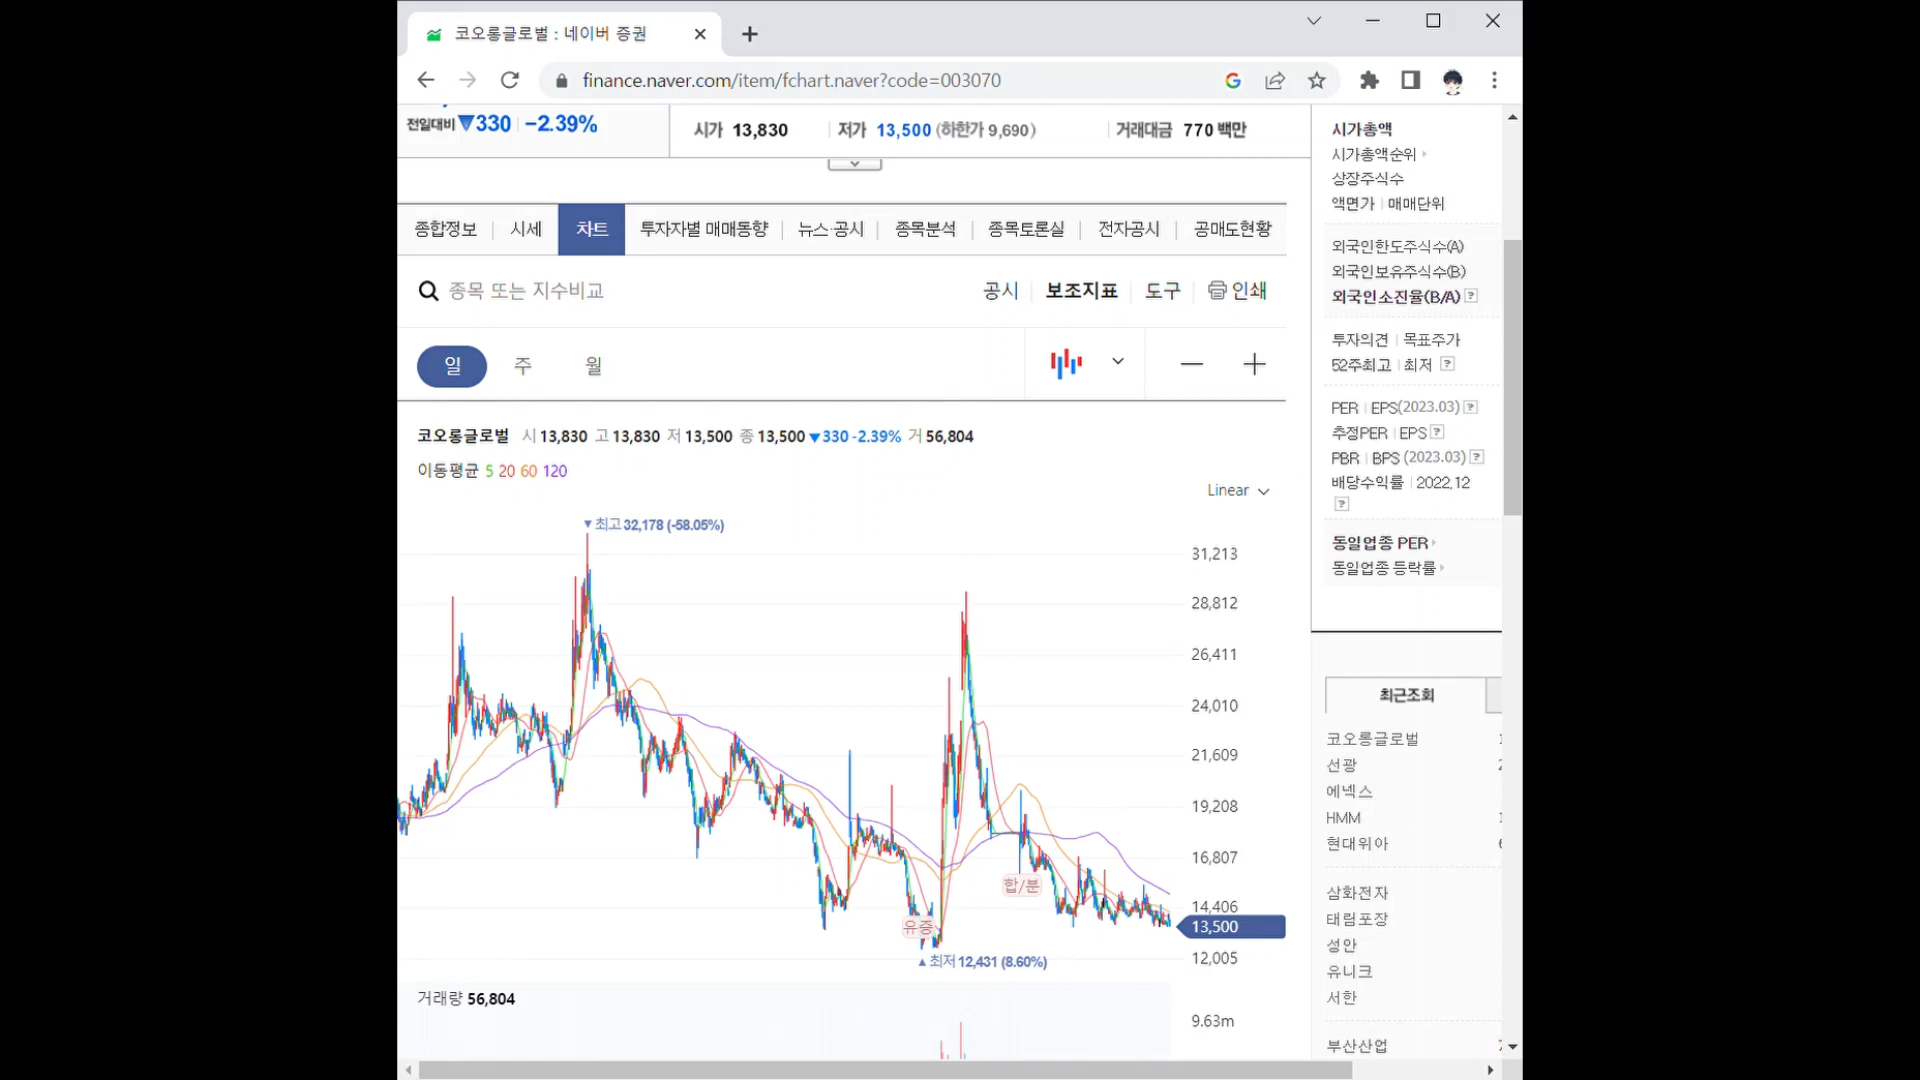 코오롱글로벌 : 네이버 증권
finance.naver.com/item/fchart.naver?code=003070
전일대비 ▼330 | −2.39%
시가 13,830 저가 13,500 (하한가 9,690) 거래대금 770 백만
종합정보 시세 차트 투자자별 매매동향 뉴스·공시 종목분석 종목토론실 전자공시 공매도현황
종목 또는 지수비교
공시 보조지표 도구 인쇄
일 주 월
코오롱글로벌 시 13,830 고 13,830 저 13,500 종 13,500 ▼330 -2.39% 거 56,804
이동평균 5 20 60 120
Linear
▼최고 32,178 (-58.05%)
31,213
28,812
26,411
24,010
21,609
19,208
16,807
14,406
13,500
12,005
합/분
유증
▲최저 12,431 (8.60%)
거래량 56,804
9.63m
시가총액
시가총액순위
상장주식수
액면가 | 매매단위
외국인한도주식수(A)
외국인보유주식수(B)
외국인소진율(B/A) ?
투자의견 | 목표주가
52주최고 | 최저 ?
PER | EPS(2023.03) ?
추정PER | EPS ?
PBR | BPS (2023.03) ?
배당수익률 | 2022.12
?
동일업종 PER
동일업종 등락률
최근조회
코오롱글로벌
선광
에넥스
HMM
현대위아
삼화전자
태림포장
성안
유니크
서한
부산산업